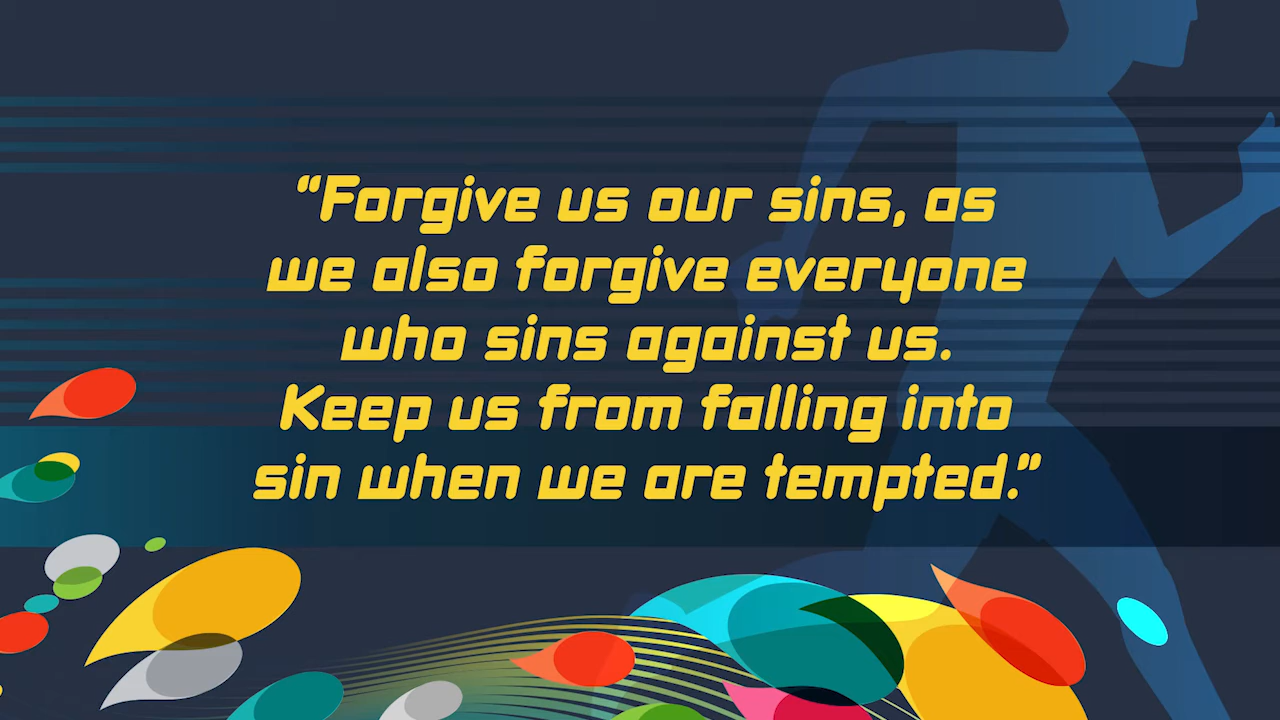 “Forgive us our sins, as
we also forgive everyone
who sins against us.
Keep us from falling into
sin when we are tempted.”